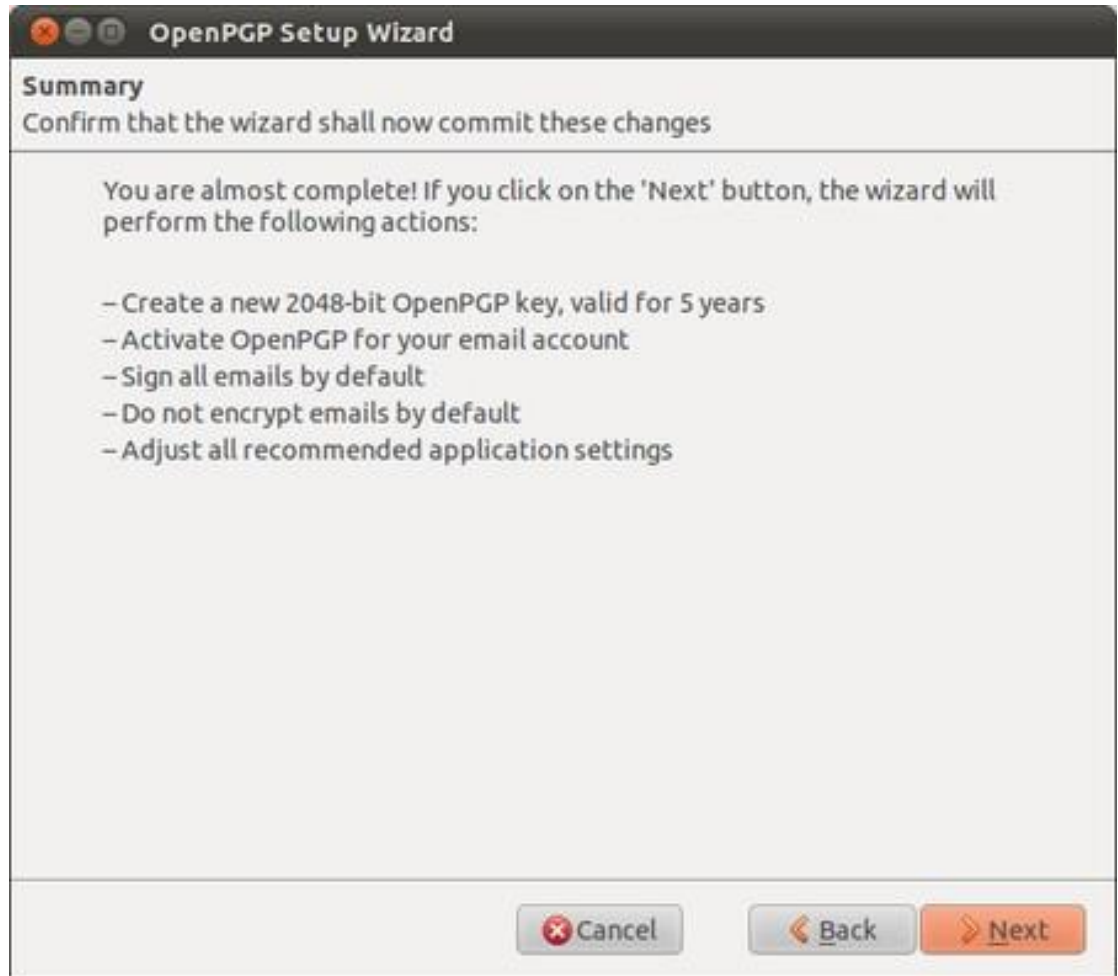 OpenPGP Setup Wizard
Summary
Confirm that the wizard shall now commit these changes
You are almost complete! If you click on the 'Next' button, the wizard will
perform the following actions:
– Create a new 2048-bit OpenPGP key, valid for 5 years
– Activate OpenPGP for your email account
– Sign all emails by default
– Do not encrypt emails by default
– Adjust all recommended application settings
Cancel
Back
Next